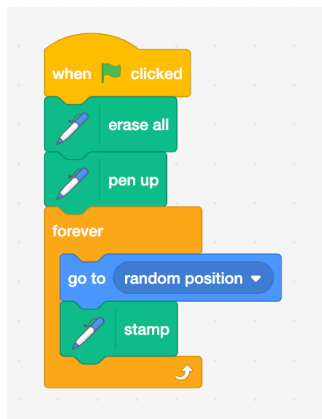 when clicked
erase all
pen up
forever
go to random position
stamp